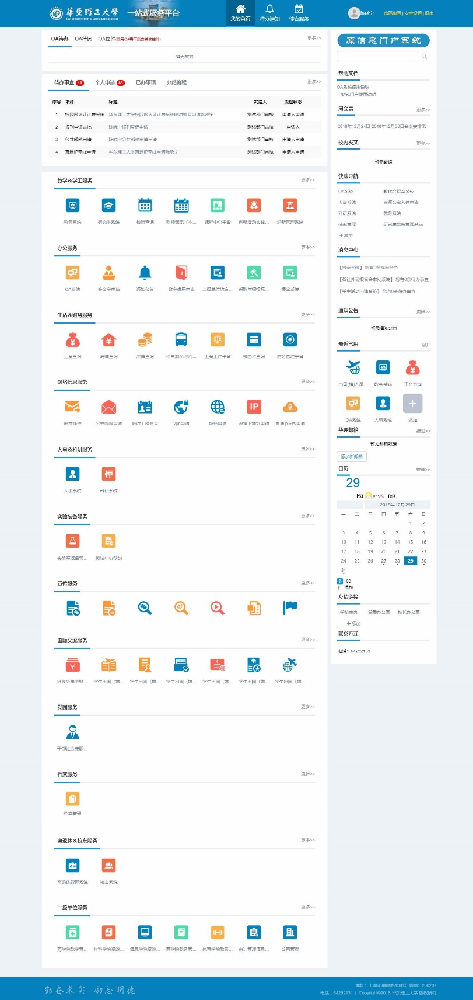 華東理工大學 一站式服务平台
EAST CHINA UNIVERSITY OF SCIENCE AND TECHNOLOGY
我的首页 待办通知 综合服务
陈晓宁 密码重置 | 安全设置 | 退出
OA待办 OA待阅 OA控件(使用OA需下载安装该控件) 更多>>
暂无数据
待办事宜 19 个人申请 85 已办事项 办结流程 更多>>
序号 来源 标题 发送人 流程状态
1 校园网认证计费系统... 华东理工大学校园网认证计费系统临时账号申请陈晓宁 测试部门审核 申请人申请
2 报刊申请审批 陈晓宁报刊登记申请 测试部门审核 申请人
3 公共邮箱申请 陈晓宁公共邮箱申请申请 测试部门审核 申请人申请
4 直通IP专线申请 华东理工大学直通IP专线申请陈晓宁 测试部门审核 申请人申请
教学&学工服务 更多>>
教务系统 研究生系统 校历查询 教师课表（本... 课程中心平台 创新活动实践... 迎新管理系统
办公服务 更多>>
OA系统 会议室申请 通知公告 教室借用申请 二级单位综合... 采购与招投标... 提案系统
生活&财务服务 更多>>
工资查询 房贴查询 津贴查询 停车剩余时间... 工会工作平台 校园卡查询 财务管理平台
网络信息服务 更多>>
群发邮件 公共邮箱申请 临时上网账号 vpn申请 域名申请 设备IP地址申请 直通ip专线申请
IP
人事&科研服务 更多>>
人事系统 科研系统
实验装备服务 更多>>
实验室装备管... 测试中心预约
宣传服务 更多>>
国际交流服务 更多>>
涉及外事的财... 学生出国（境... 学生出国（境... 学生出国（境... 学生出国（境... 学生出国（境... 学生出国（境...
党团服务 更多>>
干部社会兼职...
档案服务 更多>>
档案管理
离退休&校友服务 更多>>
离退休管理系统 校友系统
二级单位服务 更多>>
药学院教学管... 材料学院资源... 信息学院资源... 商学院教务管... 体育学院教务... 审计管理信息... 公寓管理
原信息门户系统
帮助文档
OA系统使用说明
一站式门户使用说明
周会表 更多>>
2018年12月24日-2018年12月30日会议安排表
校内发文 更多>>
暂无数据
快速导航
OA系统 教代会提案系统
人事系统 奉贤公寓入住申请
科研系统 教务系统
档案管理 研究生教务管理系统
+添加
消息中心
【提案系统】 您有0条提案待办
【哲社外请报告会审批系统】 您有0条待办事宜
【学生活动申请系统】 您有0条待办事宜
通知公告 更多>>
暂无通知公告
最近常用 展开
出国(境)人员... 教务系统 工资查询
OA系统 人事系统 添加
华理邮箱 编辑>>
暂无邮箱数据
添加新邮箱
日历 管理>>
29
上海 0~5℃ 微风
2018年12月29日
一 二 三 四 五 六 日
1 2
3 4 5 6 7 8 9
10 11 12 13 14 15 16
17 18 19 20 21 22 23
24 25 26 27 28 29 30
31
个 00
+ 添加
友情链接
学校主页 党委办公室 校长办公室
+添加
联系方式
电话：64252131
勤奋求实 励志明德
地址：上海市梅陇路130号 邮编：200237
电话：64252131 | Copyright©2016 华东理工大学 版权所有